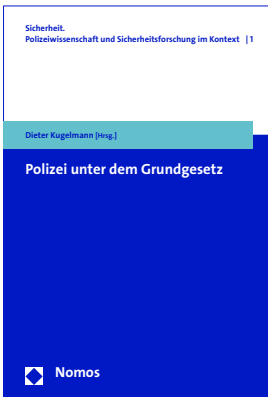 Sicherheit.
Polizeiwissenschaft und Sicherheitsforschung im Kontext | 1
Dieter Kugelmann [Hrsg.]
Polizei unter dem Grundgesetz
Nomos